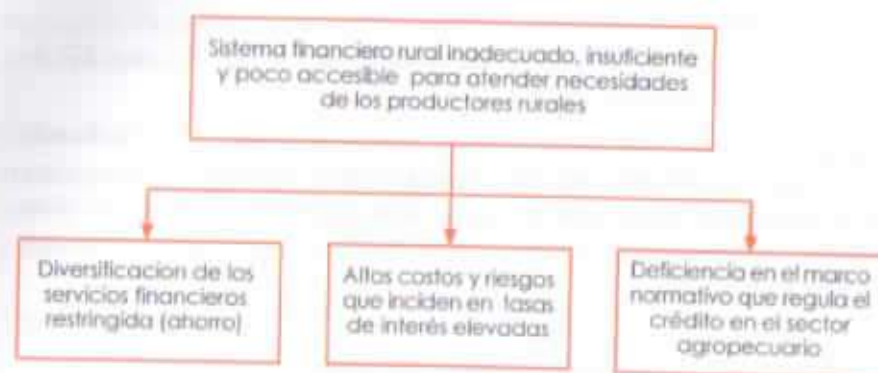 Sistema financiero rural inadecuado, insuficiente
y poco accesible para atender necesidades
de los productores rurales
Diversificacion de los
servicios financieros
restringida (ahorro)
Altos costos y riesgos
que inciden en tasas
de interés elevadas
Deficiencia en el marco
normativo que regula el
crédito en el sector
agropecuario